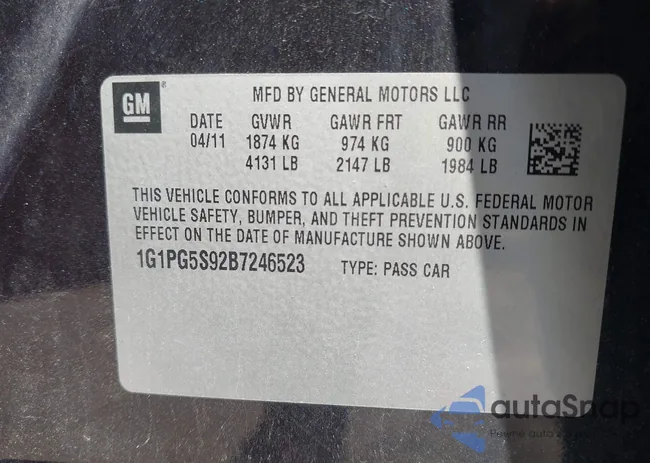 GM
MFD BY GENERAL MOTORS LLC
DATE GVWR GAWR FRT GAWR RR
04/11 1874 KG 974 KG 900 KG
4131 LB 2147 LB 1984 LB
THIS VEHICLE CONFORMS TO ALL APPLICABLE U.S. FEDERAL MOTOR
VEHICLE SAFETY, BUMPER, AND THEFT PREVENTION STANDARDS IN
EFFECT ON THE DATE OF MANUFACTURE SHOWN ABOVE.
1G1PG5S92B7246523 TYPE: PASS CAR
autaSnap